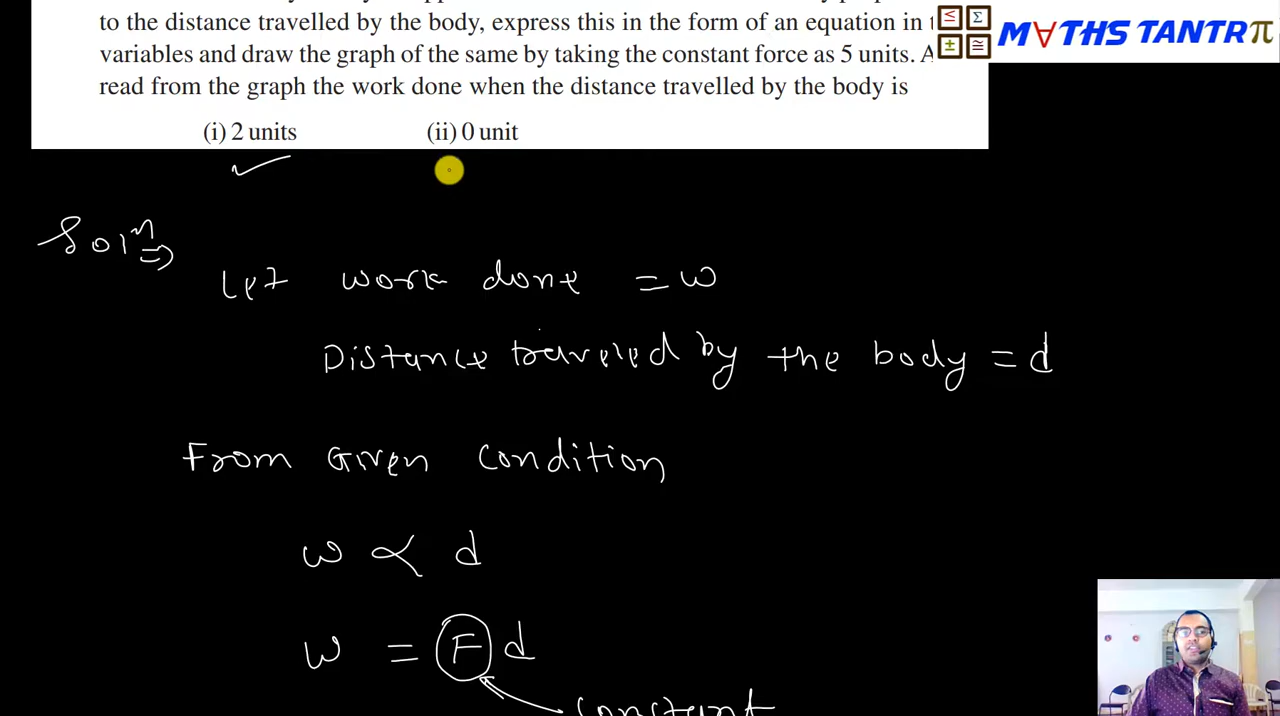 to the distance travelled by the body, express this in the form of an equation in
variables and draw the graph of the same by taking the constant force as 5 units.
read from the graph the work done when the distance travelled by the body is
(i) 2 units (ii) 0 unit
≤ Σ ± ≅ M∀THS TANTRπ
Solⁿ ⇒
Let work done = w
Distance traveled by the body = d
From Given condition
w ∝ d
w = F d
constant